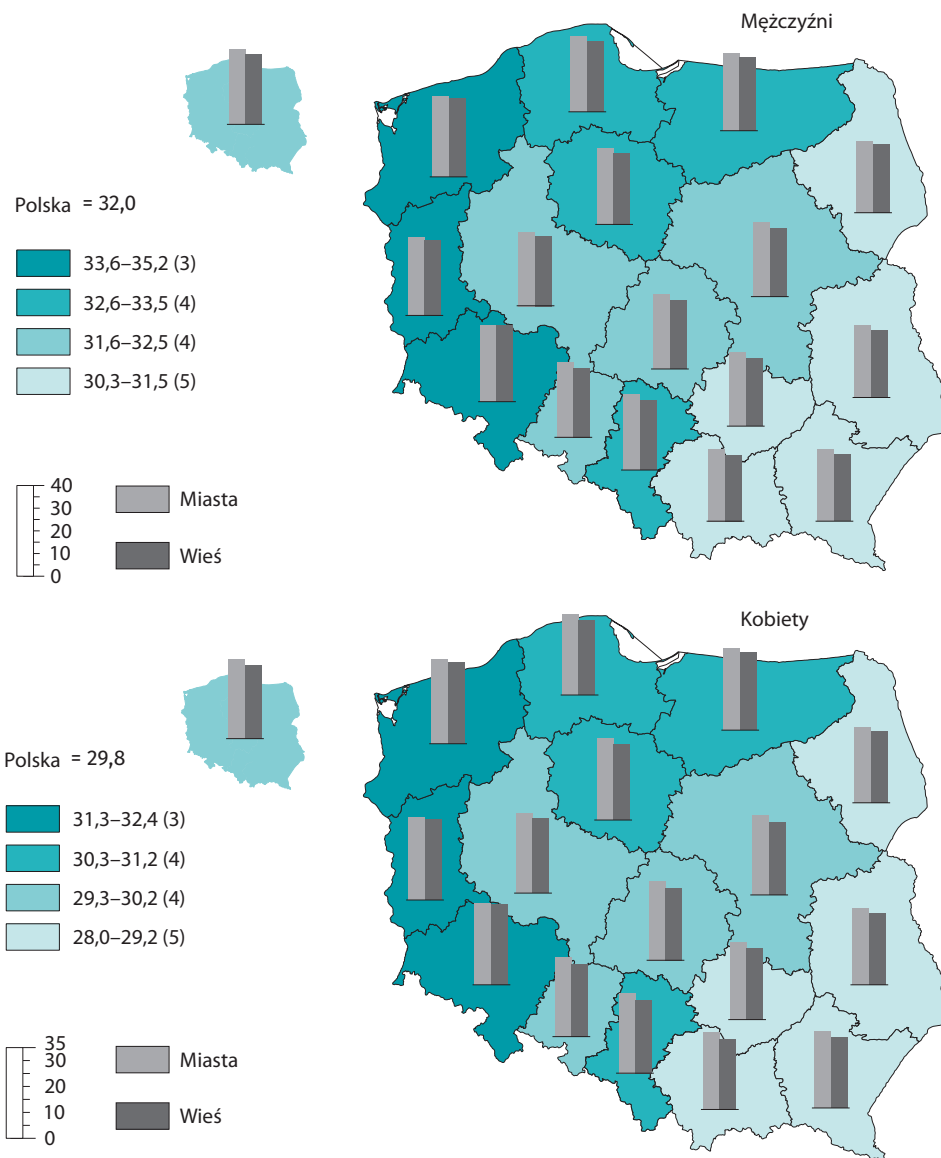 Mężczyźni
Polska = 32,0
33,6–35,2 (3)
32,6–33,5 (4)
31,6–32,5 (4)
30,3–31,5 (5)
40
30
20
10
0
Miasta
Wieś
Kobiety
Polska = 29,8
31,3–32,4 (3)
30,3–31,2 (4)
29,3–30,2 (4)
28,0–29,2 (5)
35
30
20
10
0
Miasta
Wieś